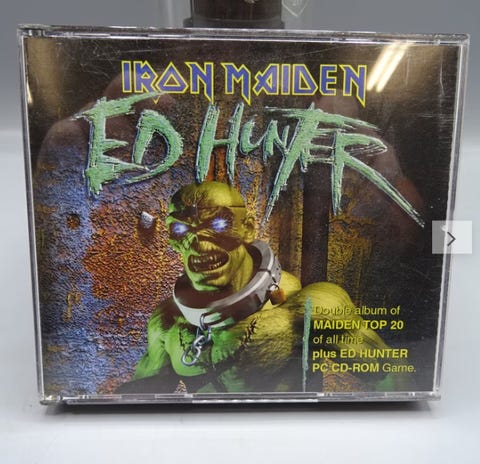 IRON MAIDEN
ED HUNTER
Double album of
MAIDEN TOP 20
of all time
plus ED HUNTER
PC CD-ROM Game.